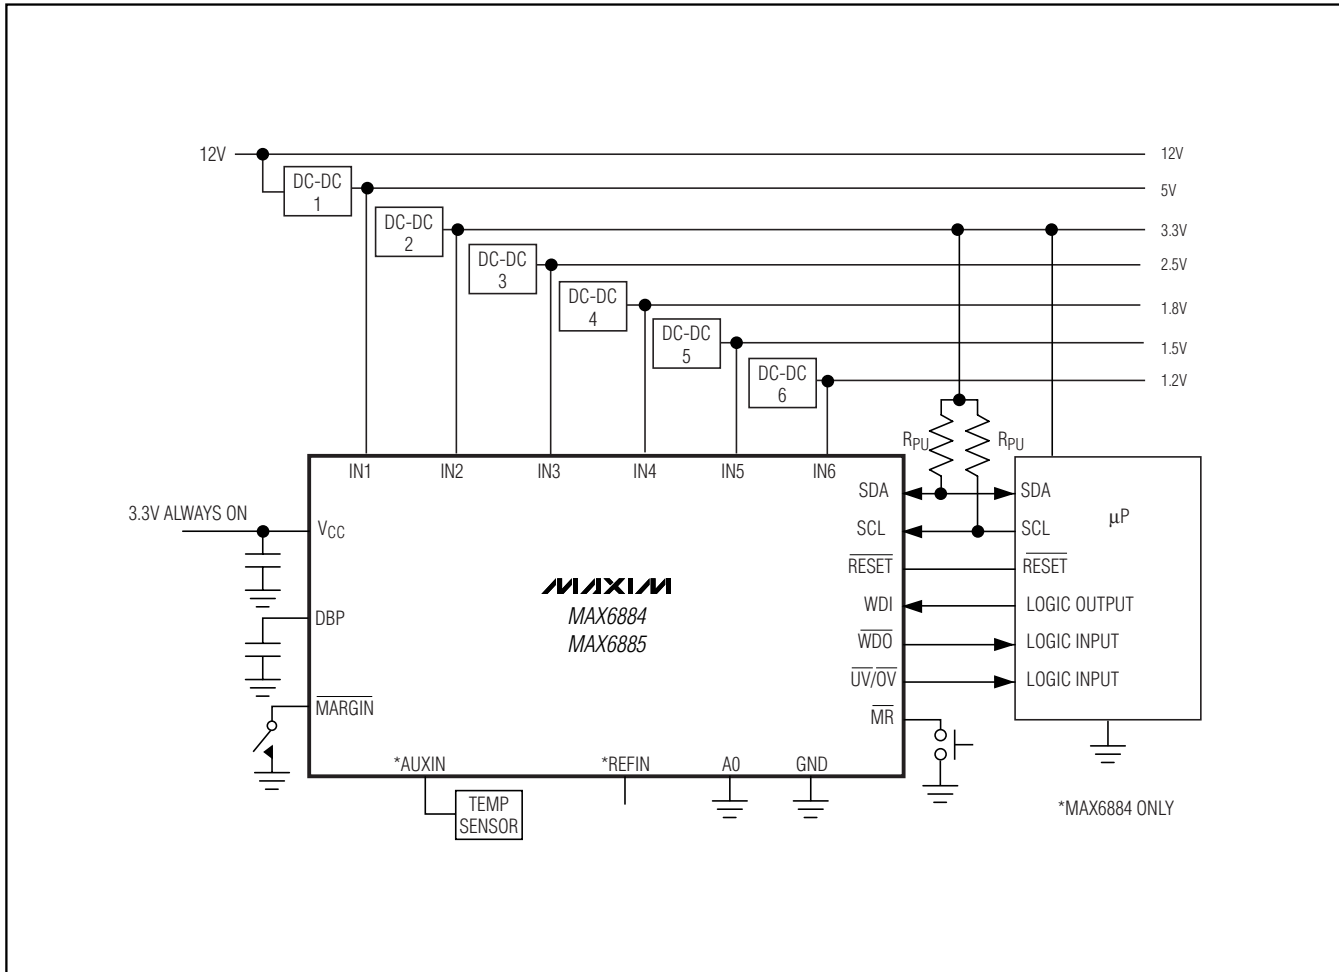 12V
12V
DC-DC
1
5V
DC-DC
2
3.3V
DC-DC
3
2.5V
DC-DC
4
1.8V
DC-DC
5
1.5V
DC-DC
6
1.2V
RPU
RPU
IN1
IN2
IN3
IN4
IN5
IN6
3.3V ALWAYS ON
VCC
DBP
MARGIN
MAXIM
MAX6884
MAX6885
SDA
SCL
RESET
WDI
WDO
UV/OV
MR
SDA
μP
SCL
RESET
LOGIC OUTPUT
LOGIC INPUT
LOGIC INPUT
*AUXIN
*REFIN
A0
GND
TEMP
SENSOR
*MAX6884 ONLY